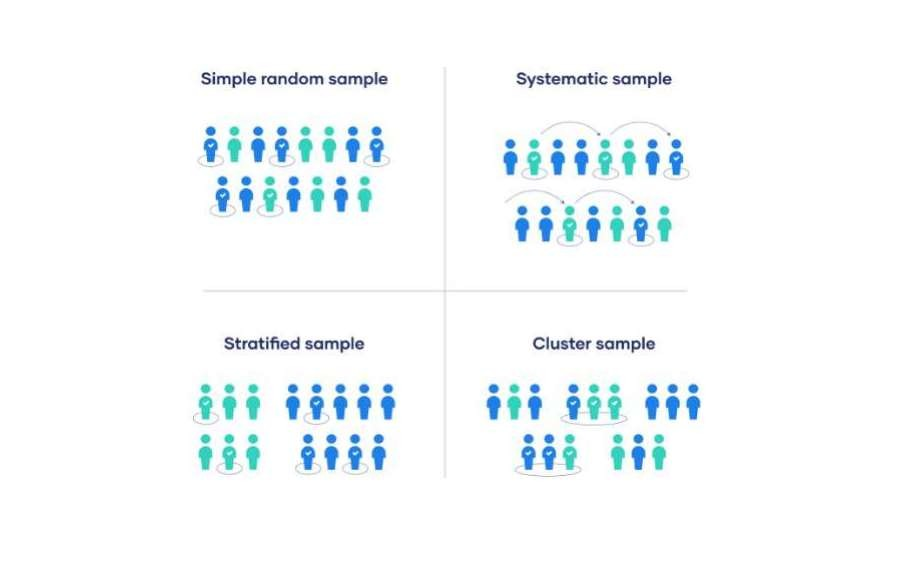 Simple random sample
Systematic sample
Stratified sample
Cluster sample